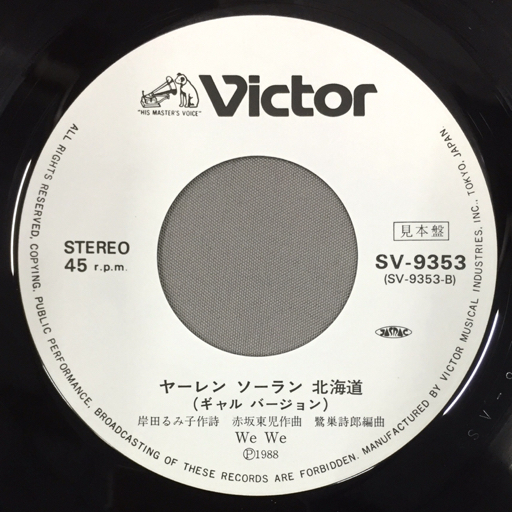 Victor
"HIS MASTER'S VOICE"
STEREO
45 r.p.m.
見本盤
SV-9353
(SV-9353-B)
JASRAC
ヤーレン ソーラン 北海道
(ギャル バージョン)
岸田るみ子作詩 赤坂東児作曲 鷺巣詩郎編曲
We We
Ⓟ1988
ALL RIGHTS RESERVED, COPYING, PUBLIC PERFORMANCE, BROADCASTING OF THESE RECORDS ARE FORBIDDEN. MANUFACTURED BY VICTOR MUSICAL INDUSTRIES, INC., TOKYO, JAPAN